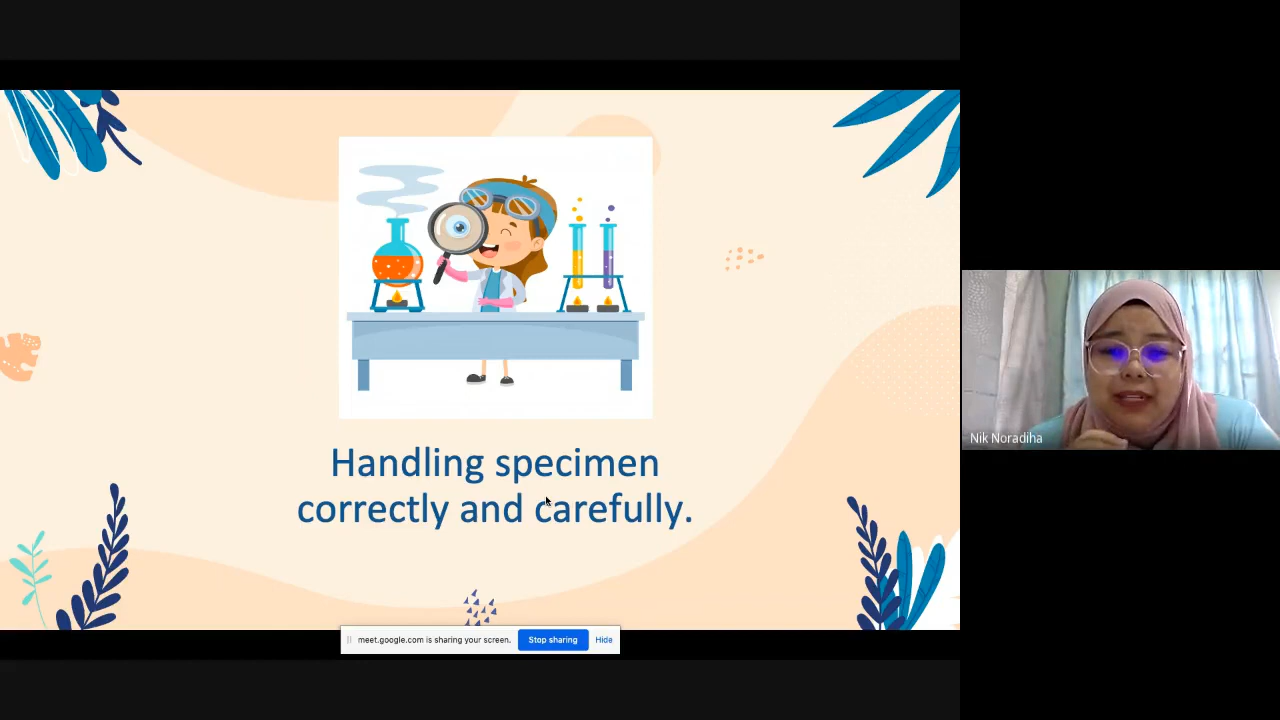 Handling specimen
correctly and carefully.
Nik Noradiha
meet.google.com is sharing your screen.
Stop sharing
Hide